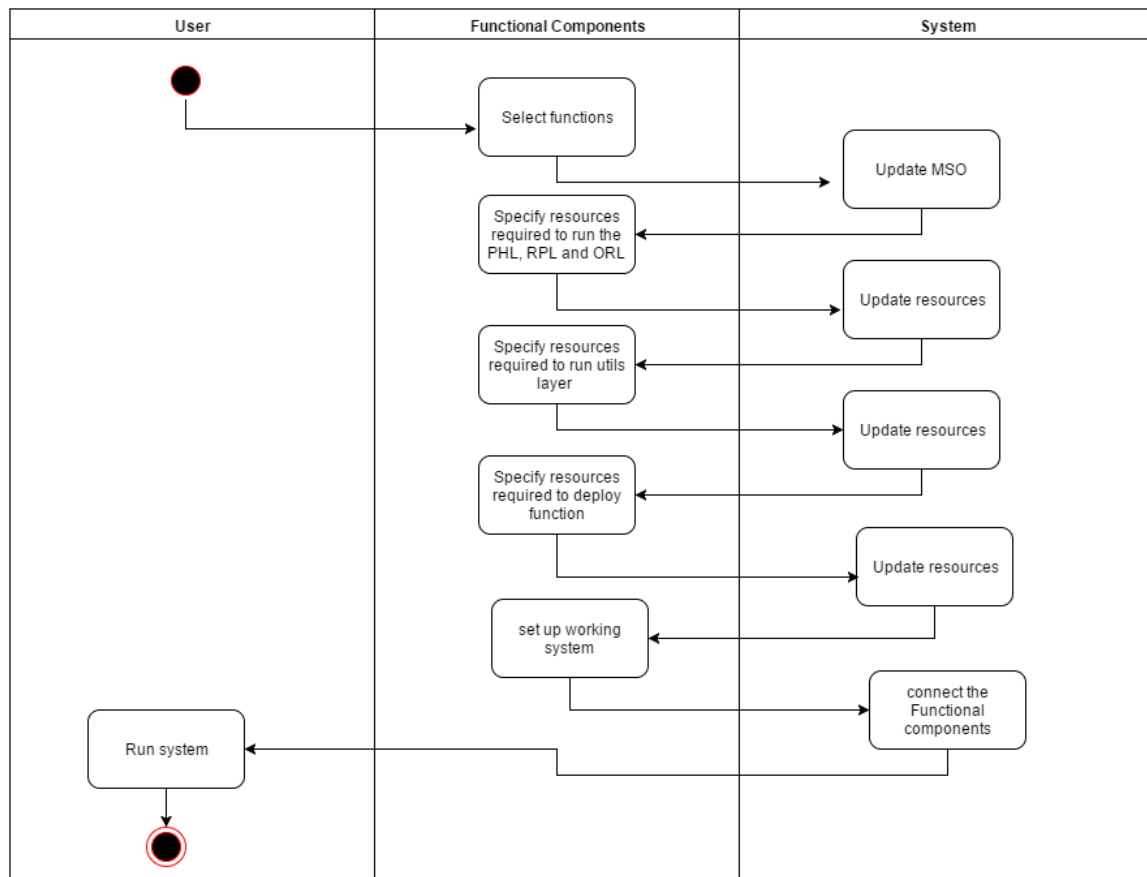 User
Functional Components
System
Select functions
Update MSO
Specify resources
required to run the
PHL, RPL and ORL
Update resources
Specify resources
required to run utils
layer
Update resources
Specify resources
required to deploy
function
Update resources
set up working
system
connect the
Functional
components
Run system